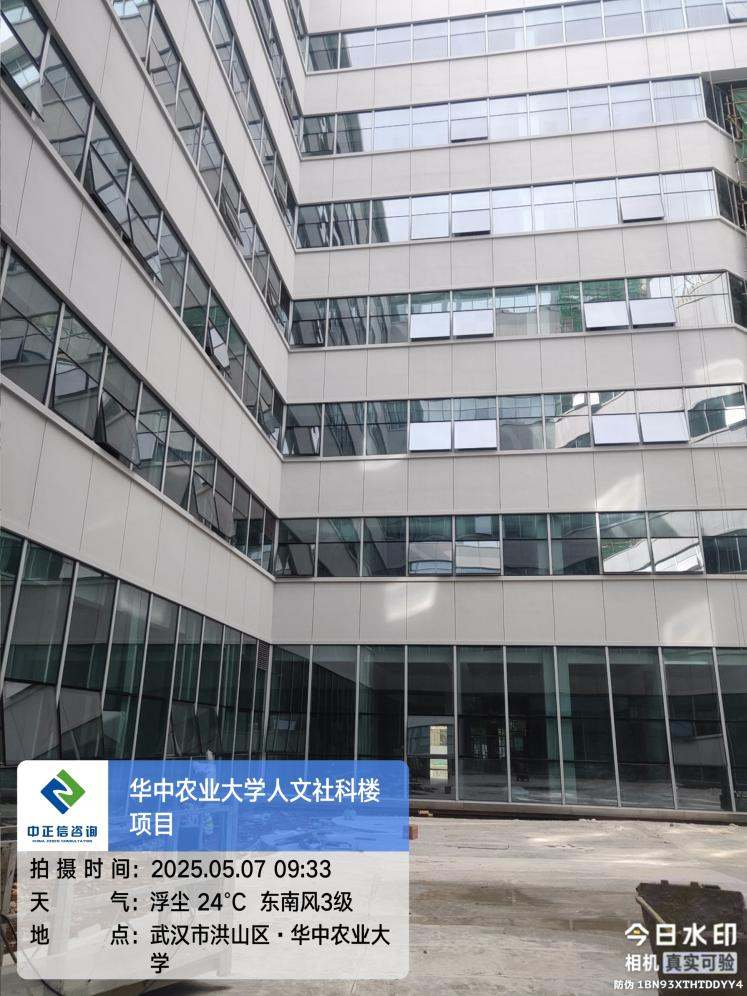 华中农业大学人文社科楼
项目
中正信咨询
CHINA ZXXIN CONSULTATION
拍摄时间：2025.05.07 09:33
天气：浮尘 24℃ 东南风3级
地点：武汉市洪山区·华中农业大
学
今日水印
相机 真实可验
防伪 1BN93XTHTDDYY4